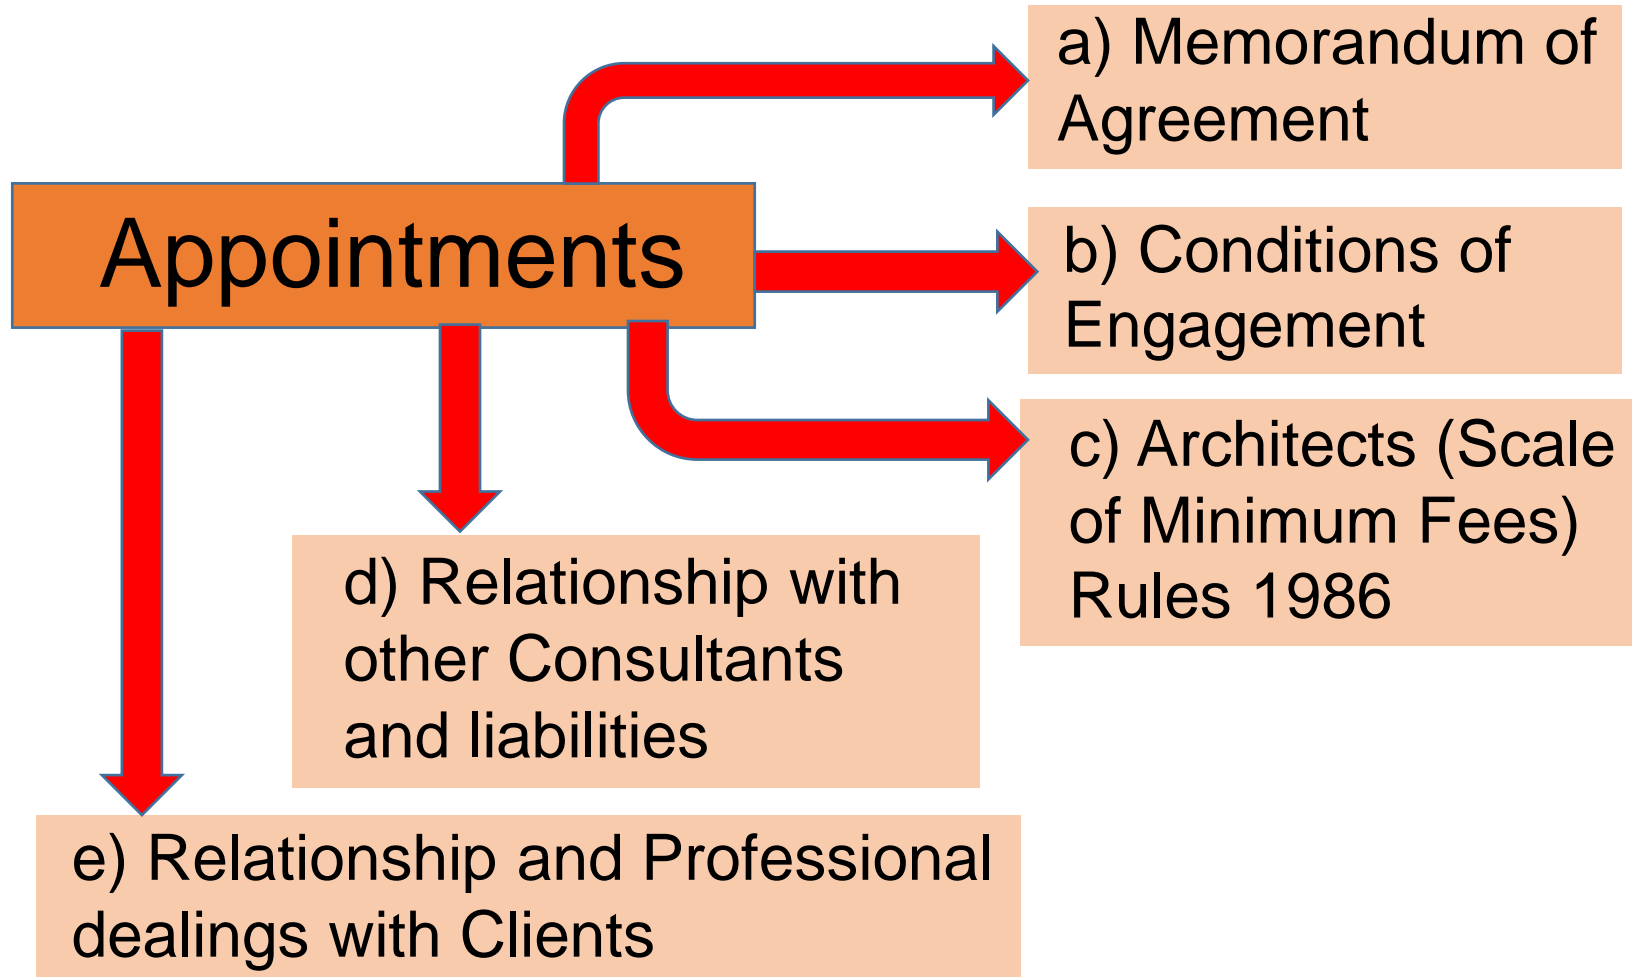 Appointments
a) Memorandum of
Agreement
b) Conditions of
Engagement
c) Architects (Scale
of Minimum Fees)
Rules 1986
d) Relationship with
other Consultants
and liabilities
e) Relationship and Professional
dealings with Clients